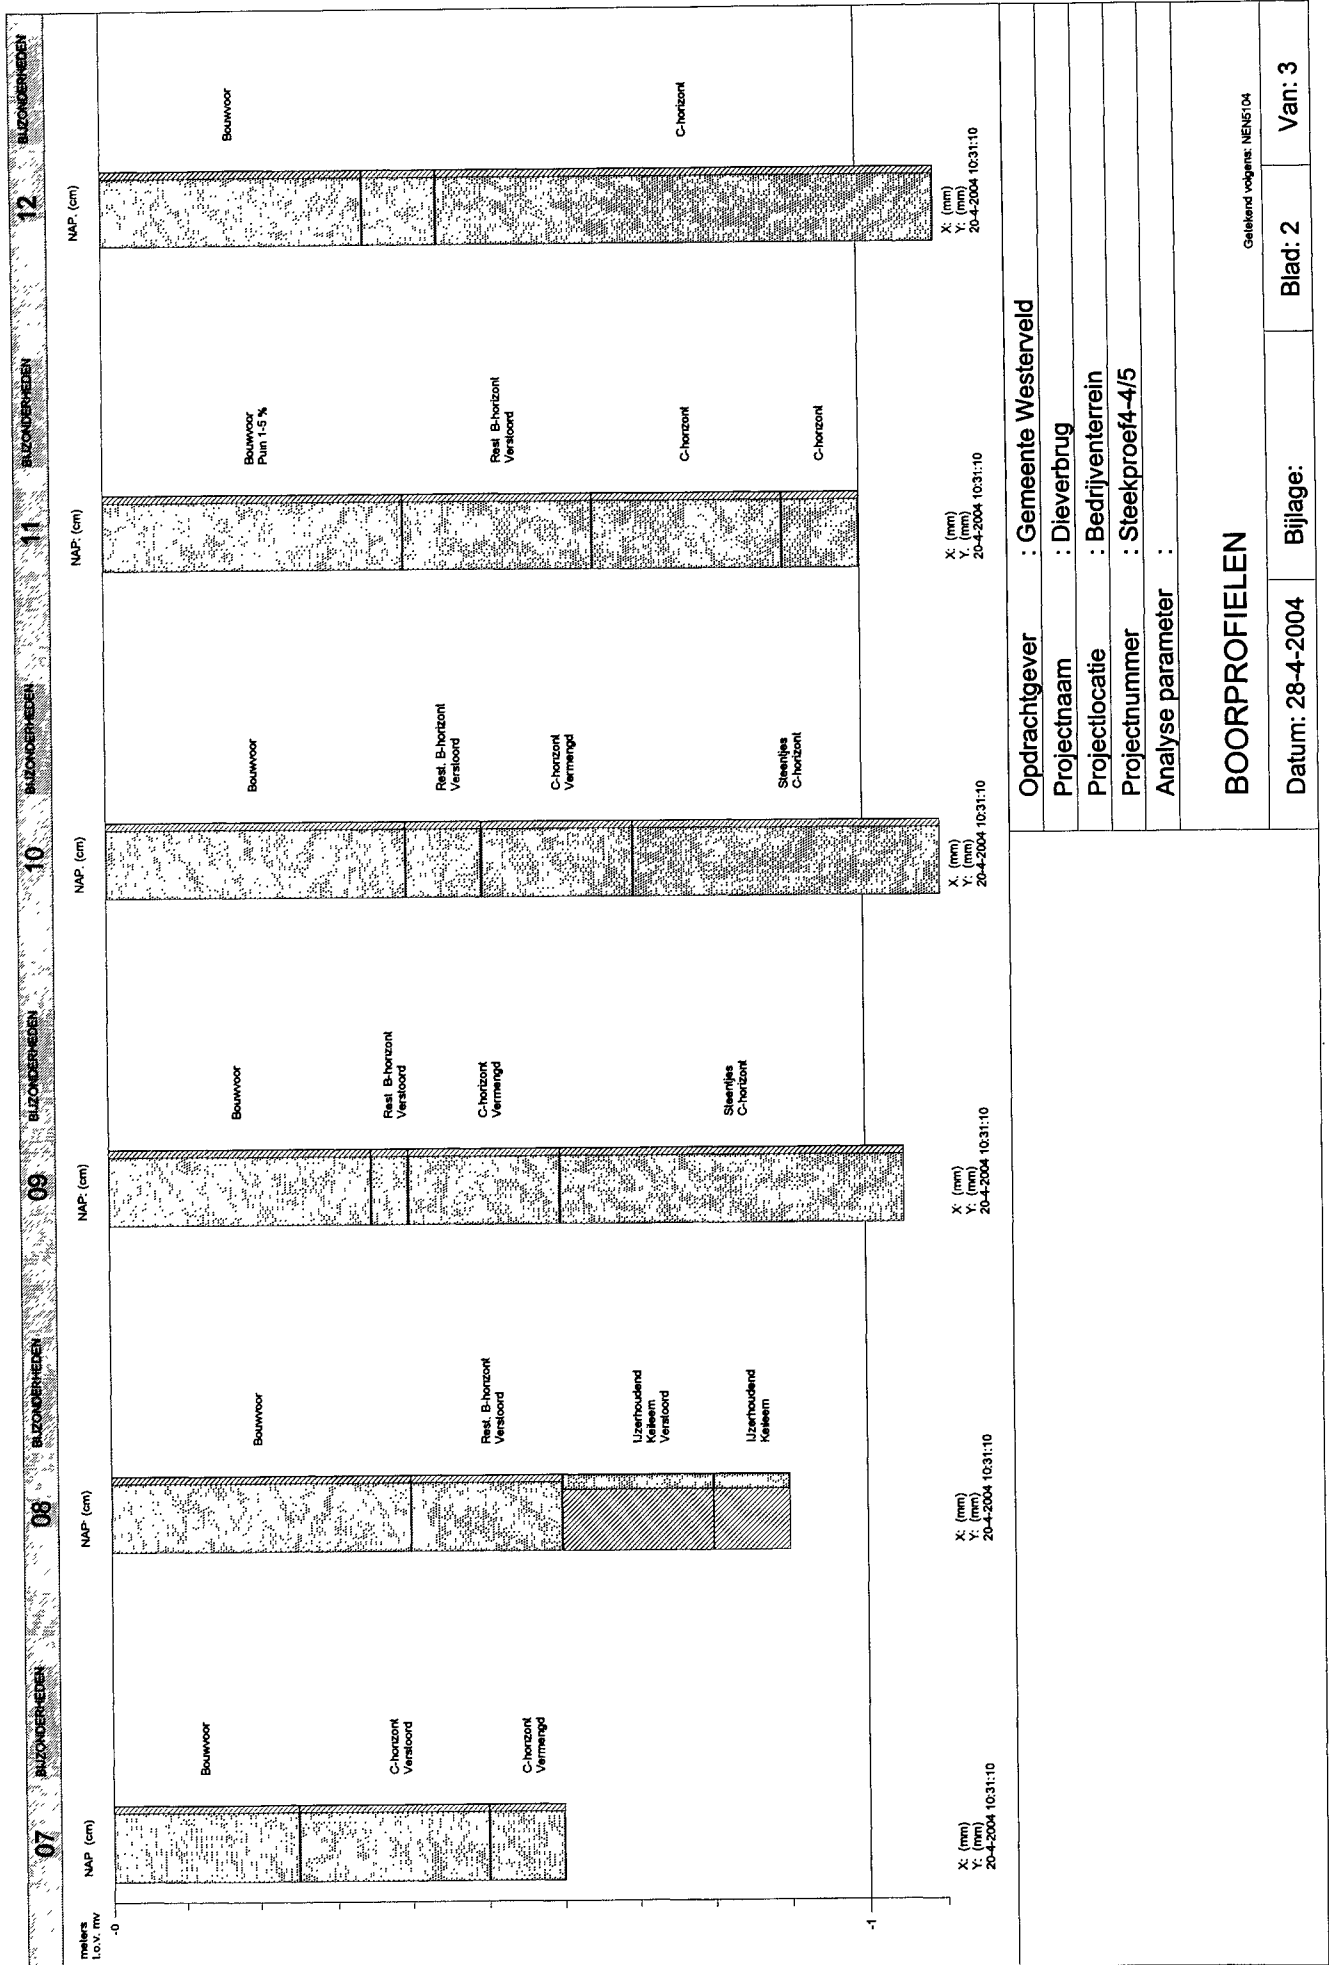 07 BIJZONDERHEDEN 08 BIJZONDERHEDEN 09 BIJZONDERHEDEN 10 BIJZONDERHEDEN 11 BIJZONDERHEDEN 12 BIJZONDERHEDEN
meters
t.o.v. mv
-0
-1
NAP (cm)
Bouwvoor
C-horizont
Verstoord
C-horizont
Vermengd
X: (mm)
Y: (mm)
20-4-2004 10:31:10
NAP: (cm)
Bouwvoor
Rest. B-horizont
Verstoord
IJzerhoudend
Keileem
Verstoord
IJzerhoudend
Keileem
X: (mm)
Y: (mm)
20-4-2004 10:31:10
NAP: (cm)
Bouwvoor
Rest B-horizont
Verstoord
C-horizont
Vermengd
Steentjes
C-horizont
X: (mm)
Y: (mm)
20-4-2004 10:31:10
NAP. (cm)
Bouwvoor
Rest. B-horizont
Verstoord
C-horizont
Vermengd
Steentjes
C-horizont
X. (mm)
Y: (mm)
20-4-2004 10:31:10
NAP: (cm)
Bouwvoor
Puin 1-5 %
Rest B-horizont
Verstoord
C-horizont
C-horizont
X: (mm)
Y. (mm)
20-4-2004 10:31:10
NAP. (cm)
Bouwvoor
C-horizont
X: (mm)
Y: (mm)
20-4-2004 10:31:10
Opdrachtgever : Gemeente Westerveld
Projectnaam : Dieverbrug
Projectlocatie : Bedrijventerrein
Projectnummer : Steekproef4-4/5
Analyse parameter :
BOORPROFIELEN
Getekend volgens: NEN5104
Datum: 28-4-2004 Bijlage: Blad: 2 Van: 3